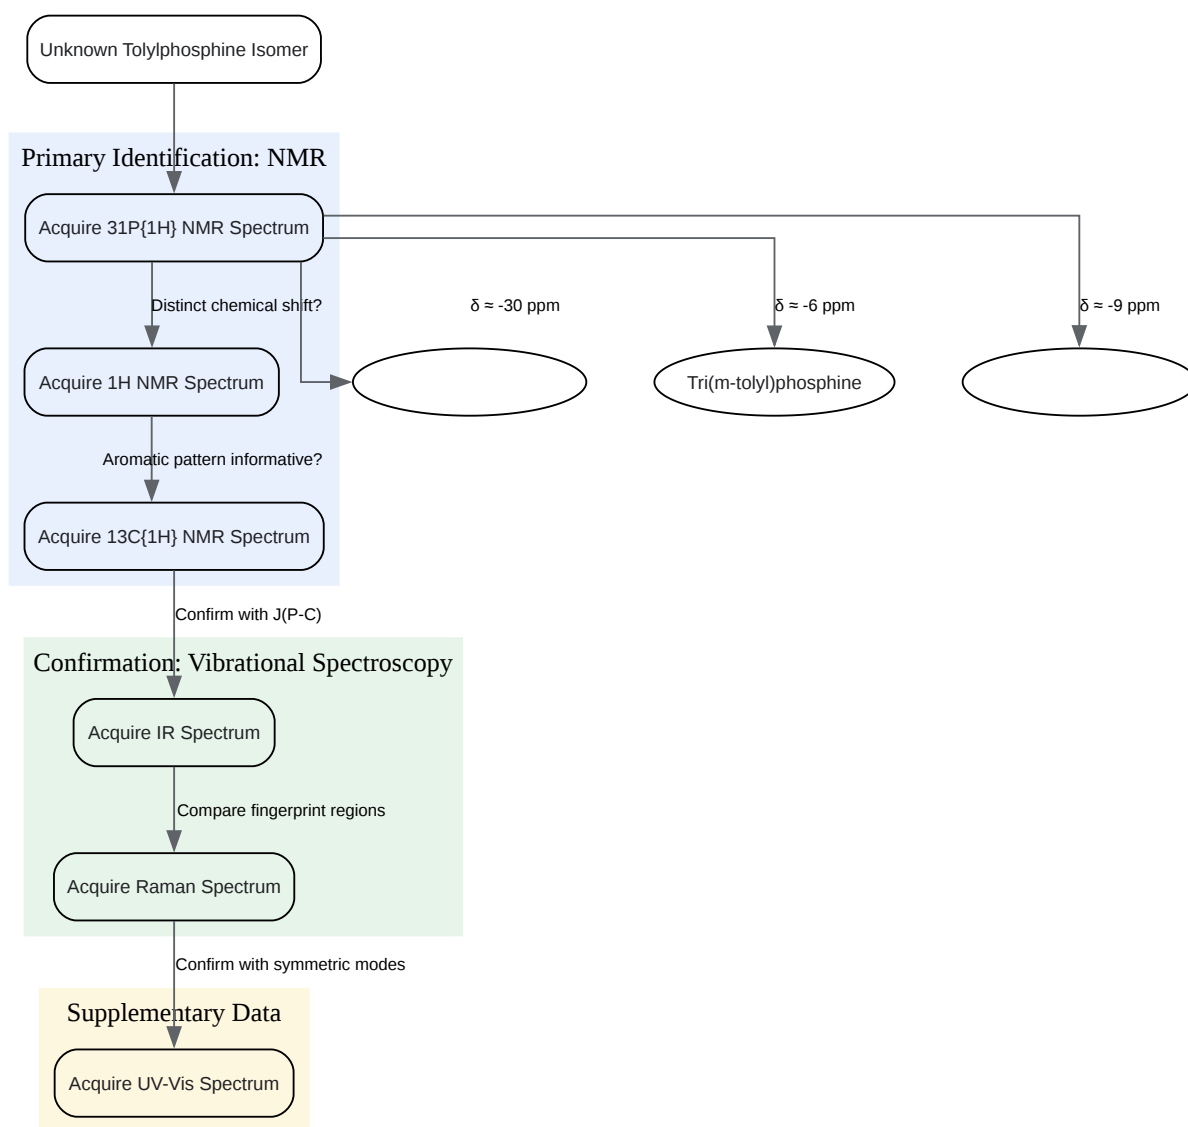 Unknown Tolylphosphine Isomer
Primary Identification: NMR
Acquire 31P{1H} NMR Spectrum
Distinct chemical shift?
δ ≈ -30 ppm
δ ≈ -6 ppm
δ ≈ -9 ppm
Acquire 1H NMR Spectrum
Tri(m-tolyl)phosphine
Aromatic pattern informative?
Acquire 13C{1H} NMR Spectrum
Confirm with J(P-C)
Confirmation: Vibrational Spectroscopy
Acquire IR Spectrum
Compare fingerprint regions
Acquire Raman Spectrum
Confirm with symmetric modes
Supplementary Data
Acquire UV-Vis Spectrum